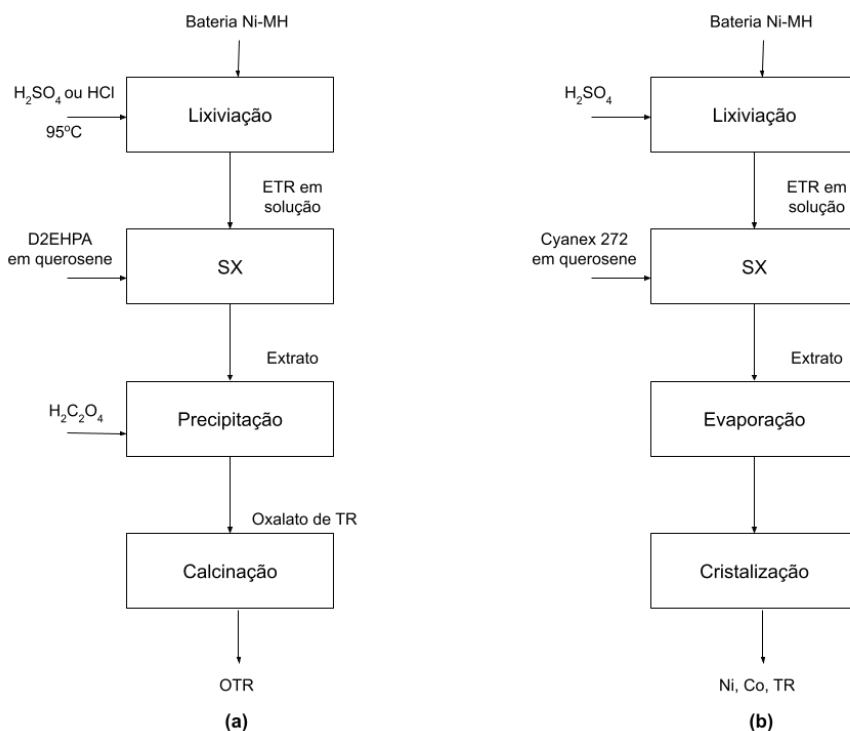 Bateria Ni-MH
H₂SO₄ ou HCl
95ºC
Lixiviação
ETR em
solução
D2EHPA
em querosene
SX
Extrato
H₂C₂O₄
Precipitação
Oxalato de TR
Calcinação
OTR
(a)
Bateria Ni-MH
H₂SO₄
Lixiviação
ETR em
solução
Cyanex 272
em querosene
SX
Extrato
Evaporação
Cristalização
Ni, Co, TR
(b)